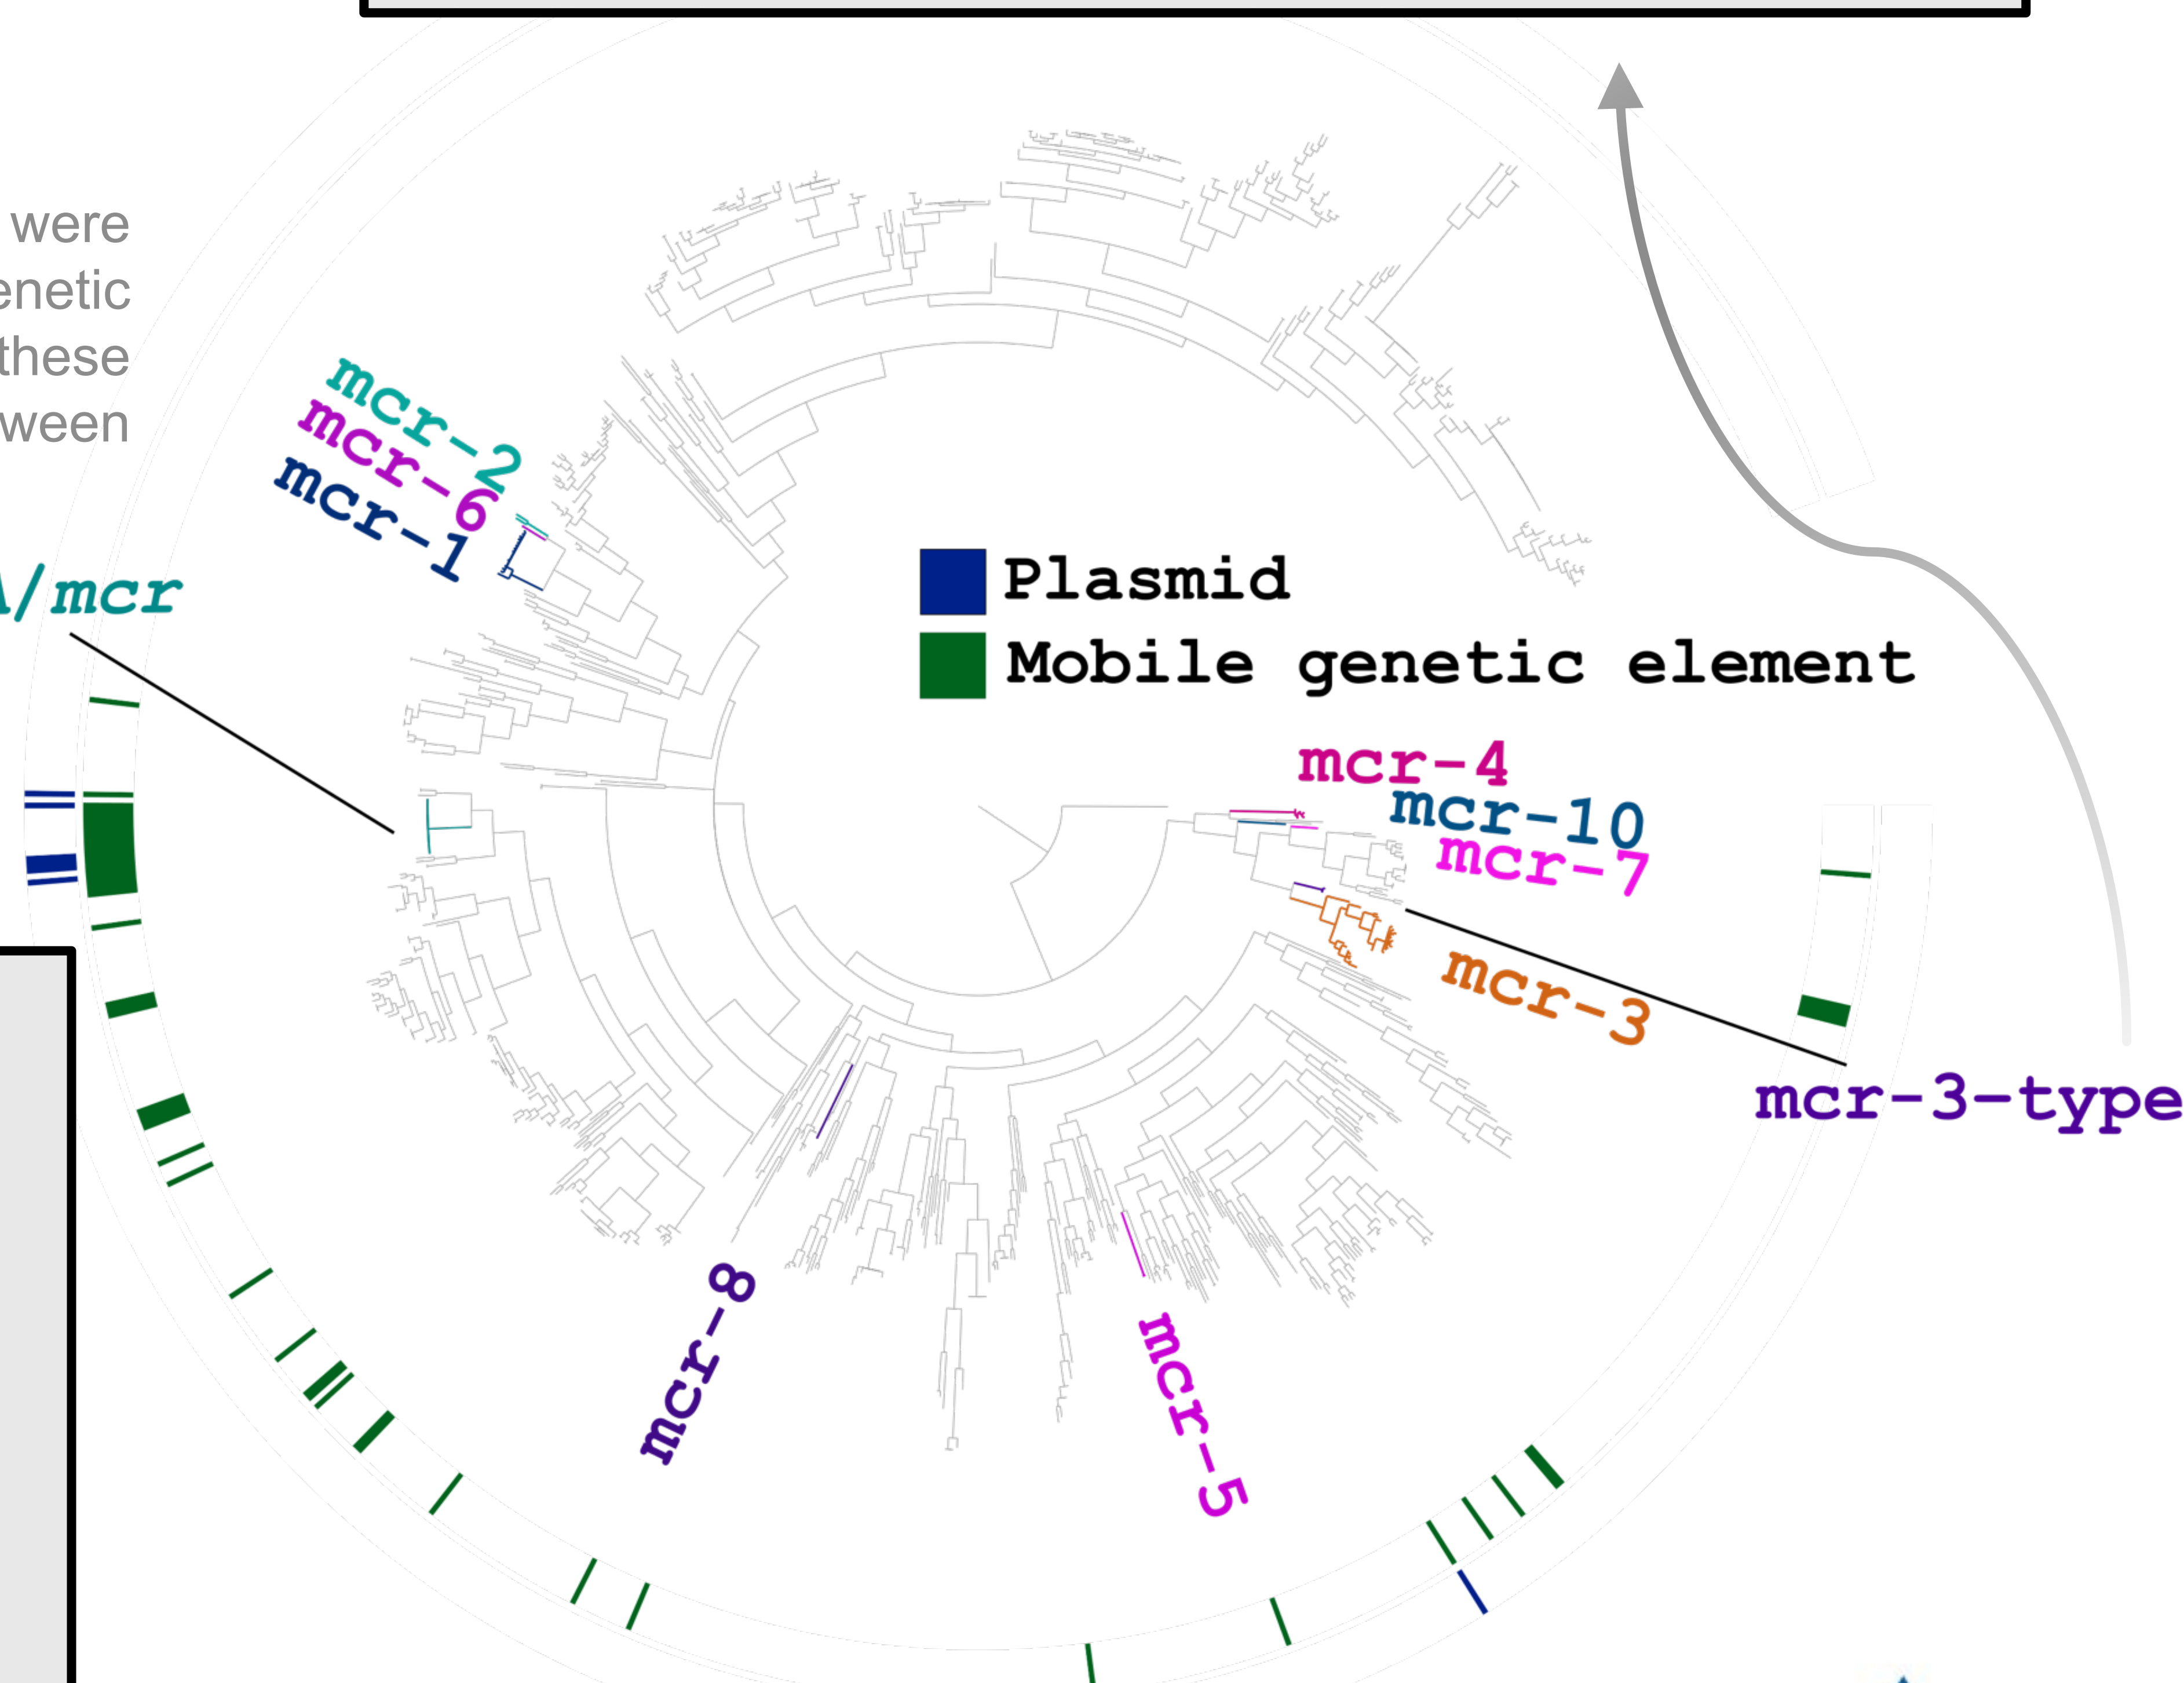 were
enetic
these
ween
mcr-2
mcr-6
mcr-1
/mcr
Plasmid
Mobile genetic element
mcr-4
mcr-10
mcr-7
mcr-3
mcr-3-type
mcr-8
mcr-5